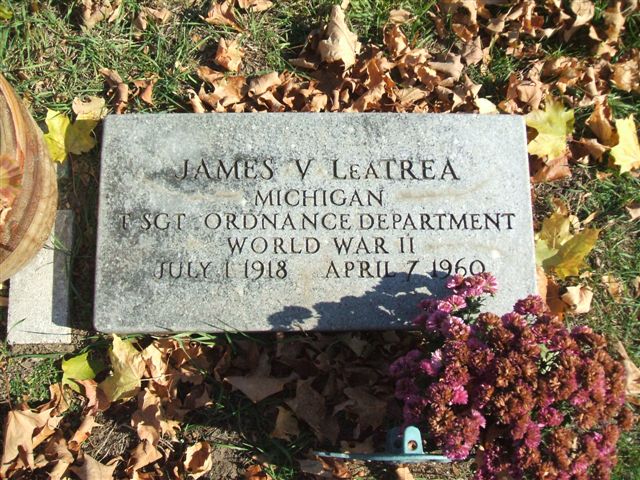 JAMES V LEATREA
MICHIGAN
T SGT ORDNANCE DEPARTMENT
WORLD WAR II
JULY 1 1918 APRIL 7 1960